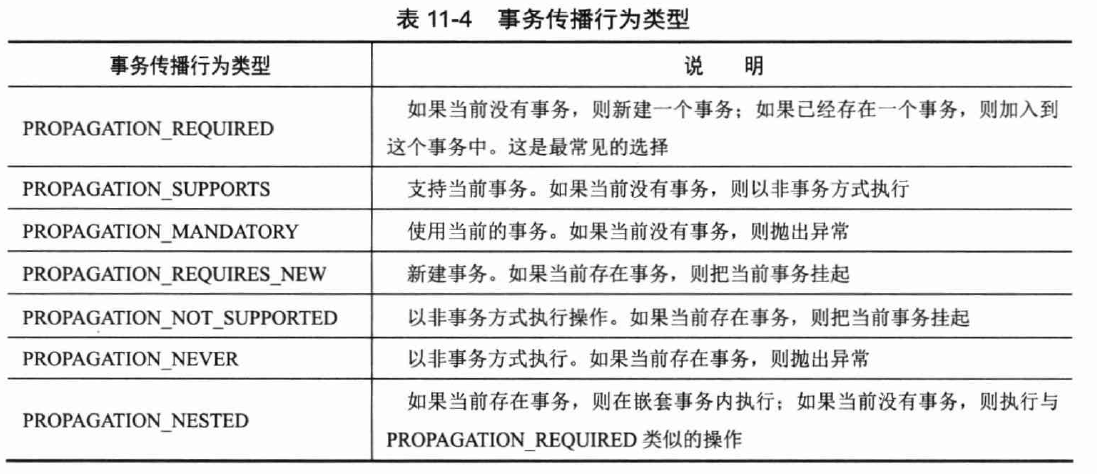 表 11-4 事务传播行为类型
事务传播行为类型 说 明
PROPAGATION_REQUIRED 如果当前没有事务，则新建一个事务；如果已经存在一个事务，则加入到
这个事务中。这是最常见的选择
PROPAGATION_SUPPORTS 支持当前事务。如果当前没有事务，则以非事务方式执行
PROPAGATION_MANDATORY 使用当前的事务。如果当前没有事务，则抛出异常
PROPAGATION_REQUIRES_NEW 新建事务。如果当前存在事务，则把当前事务挂起
PROPAGATION_NOT_SUPPORTED 以非事务方式执行操作。如果当前存在事务，则把当前事务挂起
PROPAGATION_NEVER 以非事务方式执行。如果当前存在事务，则抛出异常
PROPAGATION_NESTED 如果当前存在事务，则在嵌套事务内执行；如果当前没有事务，则执行与
PROPAGATION_REQUIRED 类似的操作